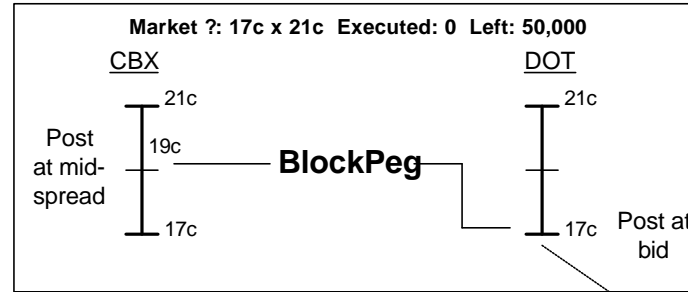 Market ?: 17c x 21c Executed: 0 Left: 50,000
CBX
DOT
21c
21c
Post
at mid-
spread
19c
BlockPeg
17c
17c
Post at
bid